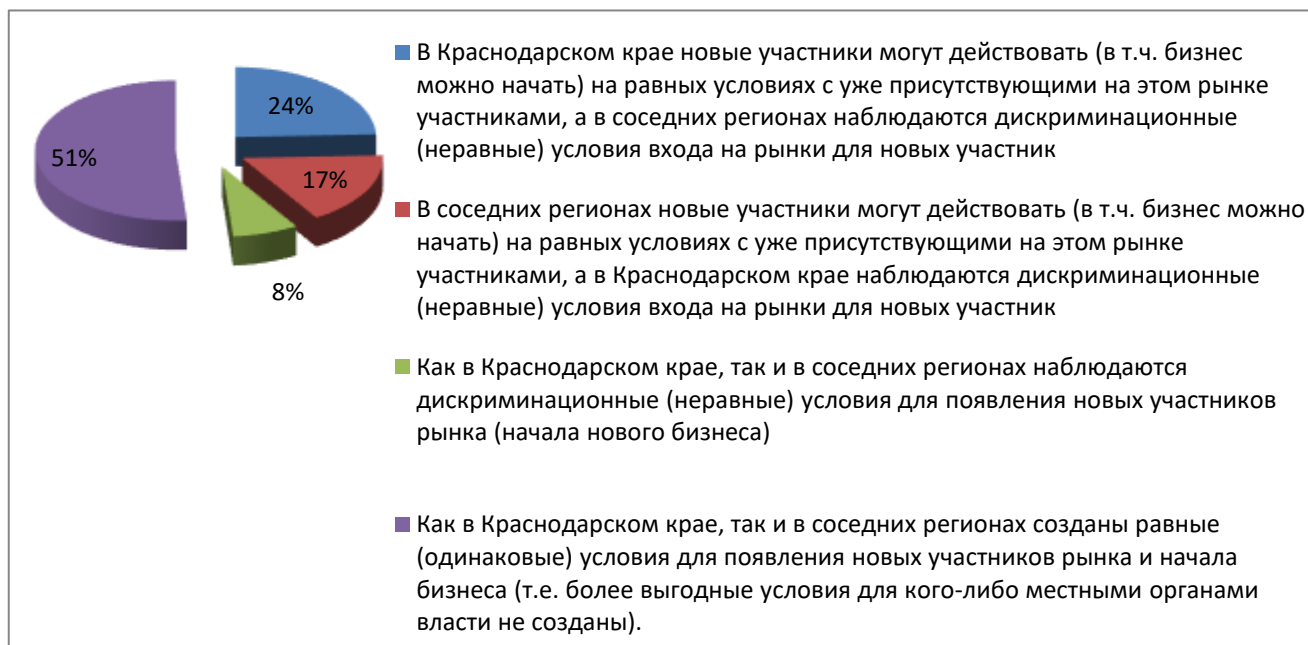 24%
17%
8%
51%
В Краснодарском крае новые участники могут действовать (в т.ч. бизнес
можно начать) на равных условиях с уже присутствующими на этом рынке
участниками, а в соседних регионах наблюдаются дискриминационные
(неравные) условия входа на рынки для новых участник
В соседних регионах новые участники могут действовать (в т.ч. бизнес можно
начать) на равных условиях с уже присутствующими на этом рынке
участниками, а в Краснодарском крае наблюдаются дискриминационные
(неравные) условия входа на рынки для новых участник
Как в Краснодарском крае, так и в соседних регионах наблюдаются
дискриминационные (неравные) условия для появления новых участников
рынка (начала нового бизнеса)
Как в Краснодарском крае, так и в соседних регионах созданы равные
(одинаковые) условия для появления новых участников рынка и начала
бизнеса (т.е. более выгодные условия для кого-либо местными органами
власти не созданы).